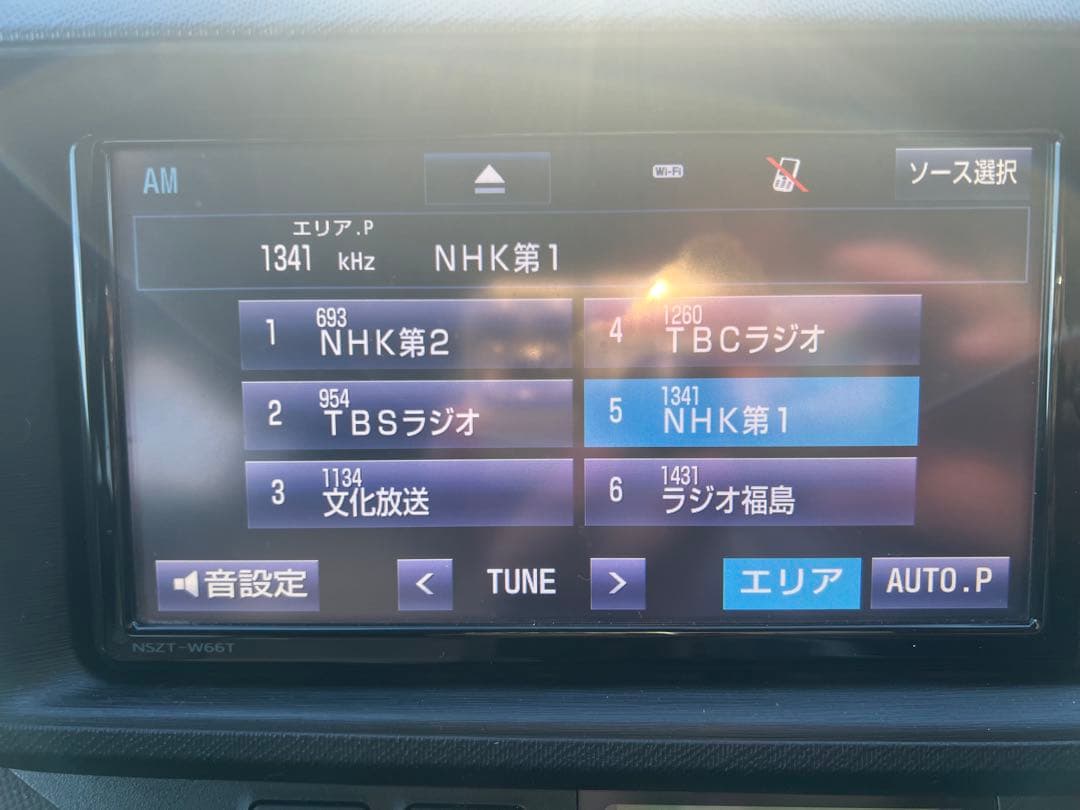 AM
Wi-Fi
ソース選択
エリア.P
1341 kHz NHK第1
1 693
NHK第2
4 1260
TBCラジオ
2 954
TBSラジオ
5 1341
NHK第1
3 1134
文化放送
6 1431
ラジオ福島
音設定
< TUNE >
エリア
AUTO.P
NSZT-W66T